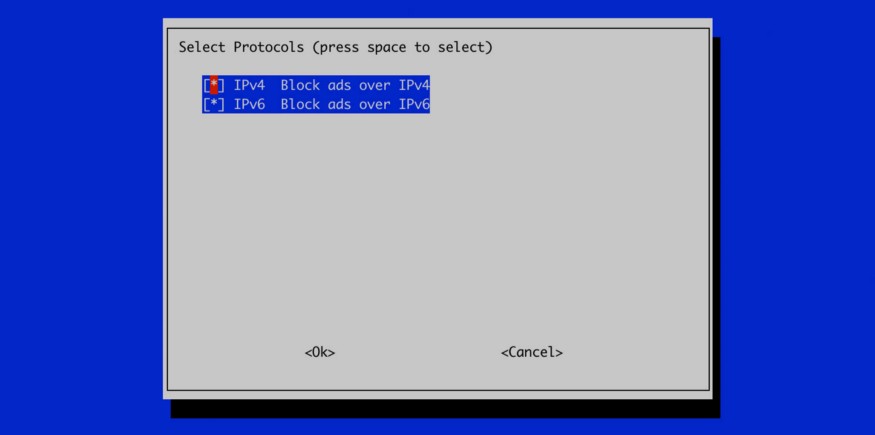 Select Protocols (press space to select)
[*] IPv4  Block ads over IPv4
[*] IPv6  Block ads over IPv6
<Ok> <Cancel>